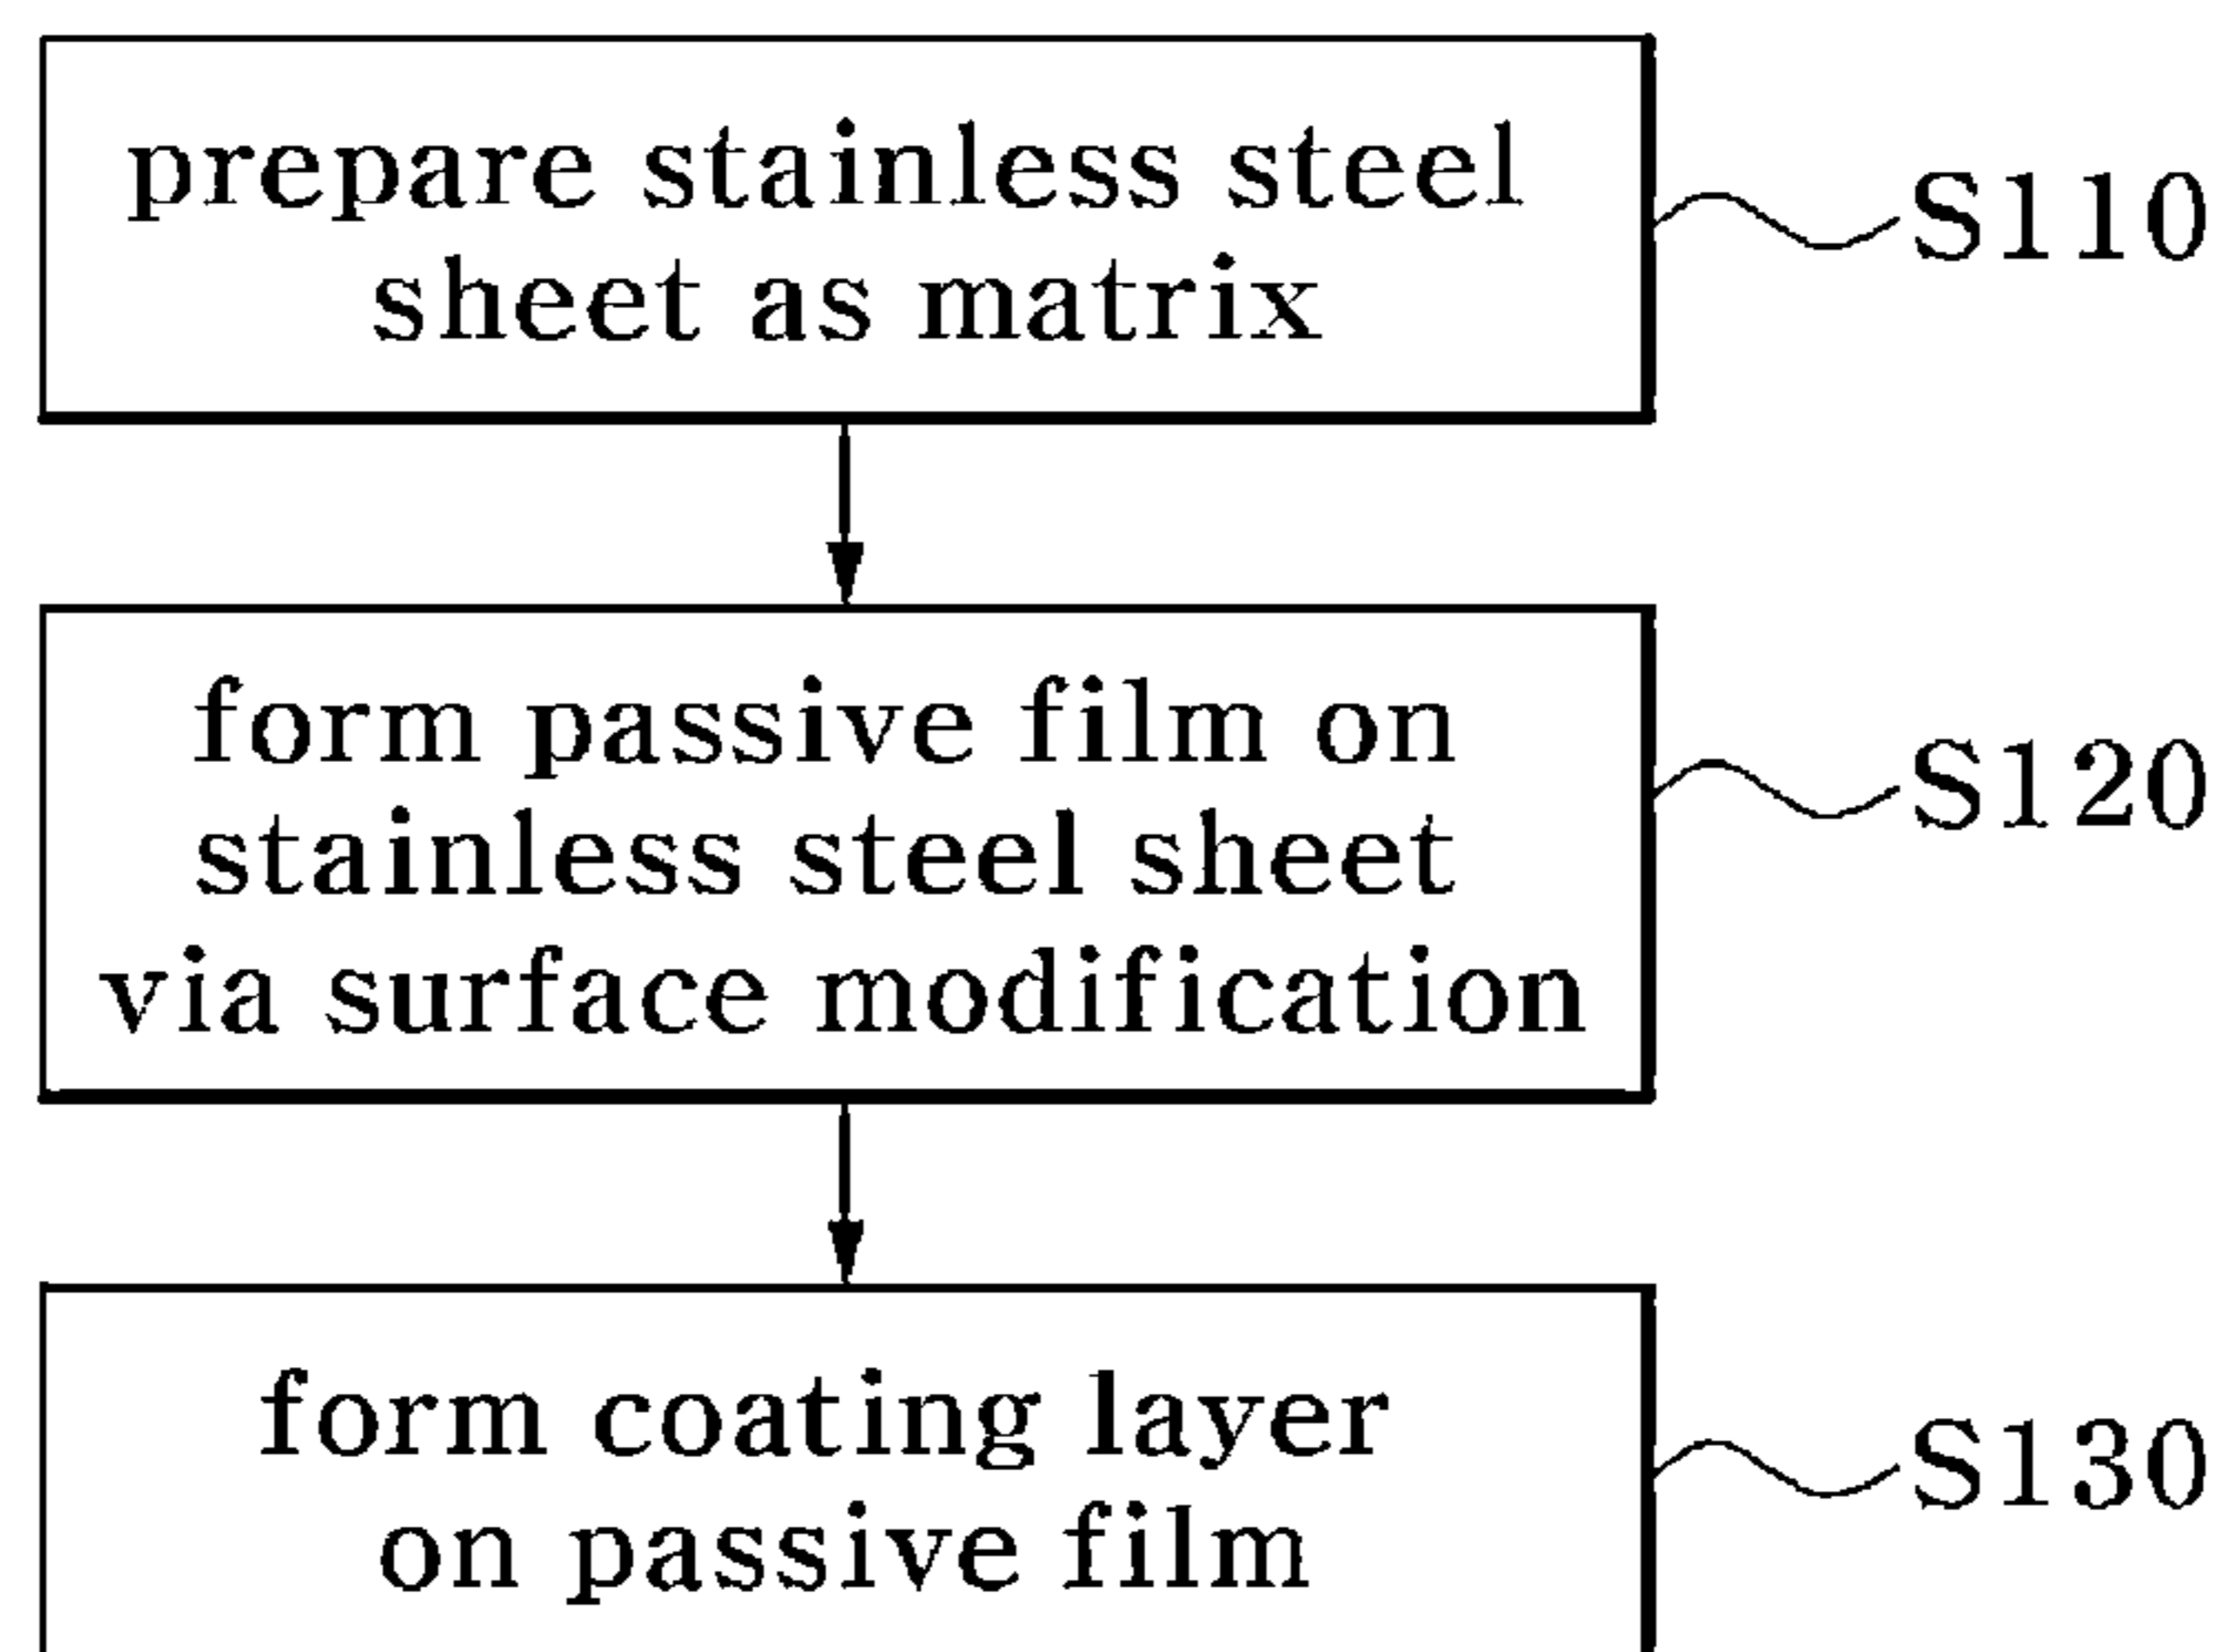 prepare stainless steel
sheet as matrix
S110
form passive film on
stainless steel sheet
via surface modification
S120
form coating layer
on passive film
S130